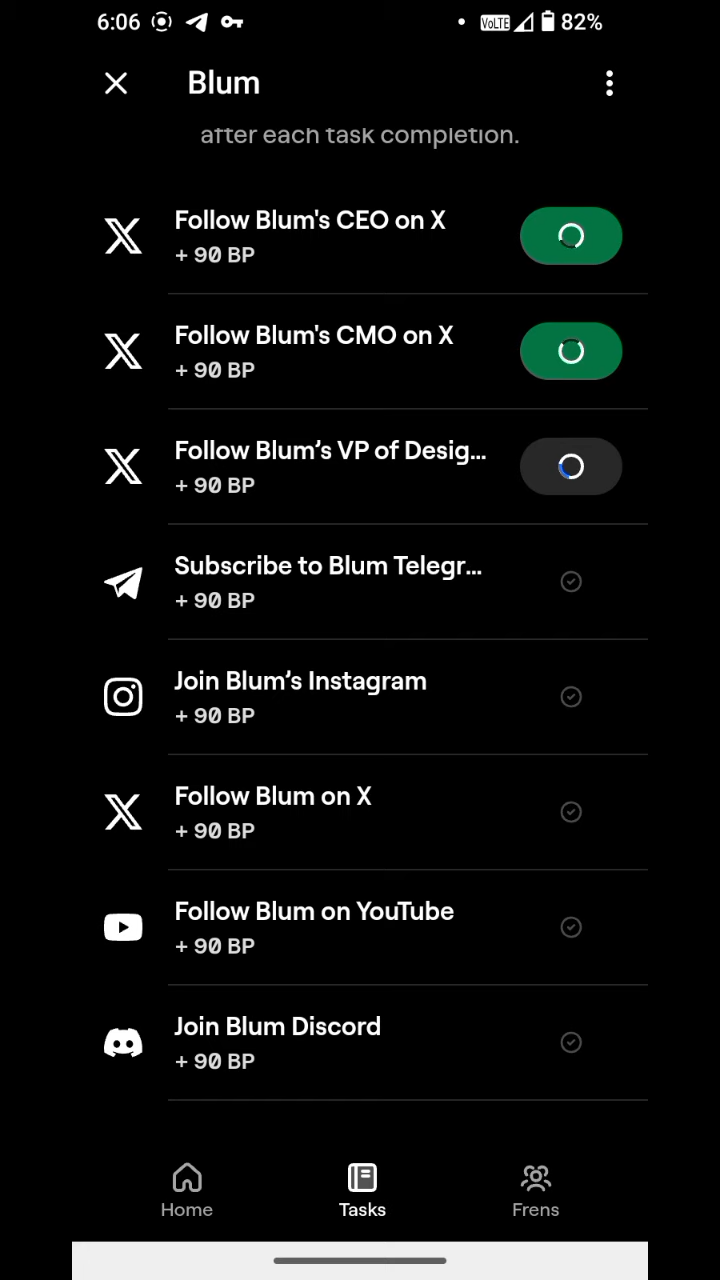 6:06 VoLTE 82%
Blum
after each task completion.
Follow Blum's CEO on X
+ 90 BP
Follow Blum's CMO on X
+ 90 BP
Follow Blum’s VP of Desig...
+ 90 BP
Subscribe to Blum Telegr...
+ 90 BP
Join Blum’s Instagram
+ 90 BP
Follow Blum on X
+ 90 BP
Follow Blum on YouTube
+ 90 BP
Join Blum Discord
+ 90 BP
Home Tasks Frens